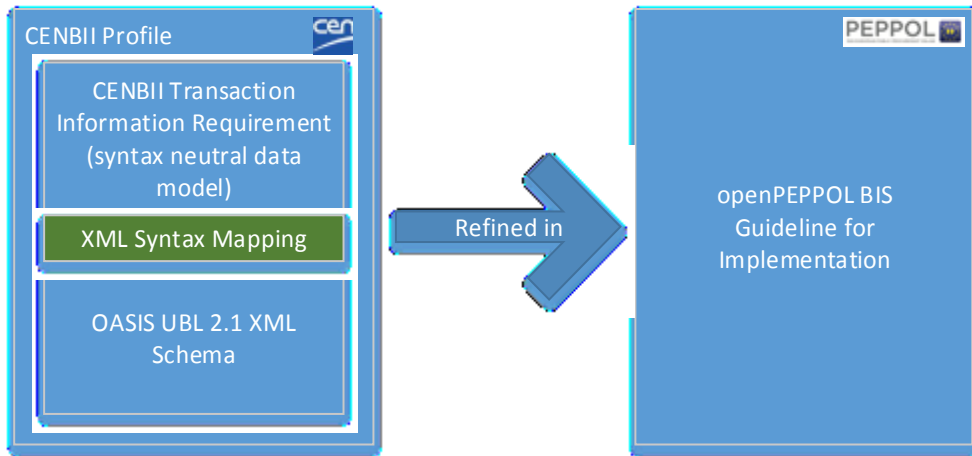 CENBII Profile
cen
CENBII Transaction
Information Requirement
(syntax neutral data
model)
XML Syntax Mapping
OASIS UBL 2.1 XML
Schema
Refined in
PEPPOL
openPEPPOL BIS
Guideline for
Implementation